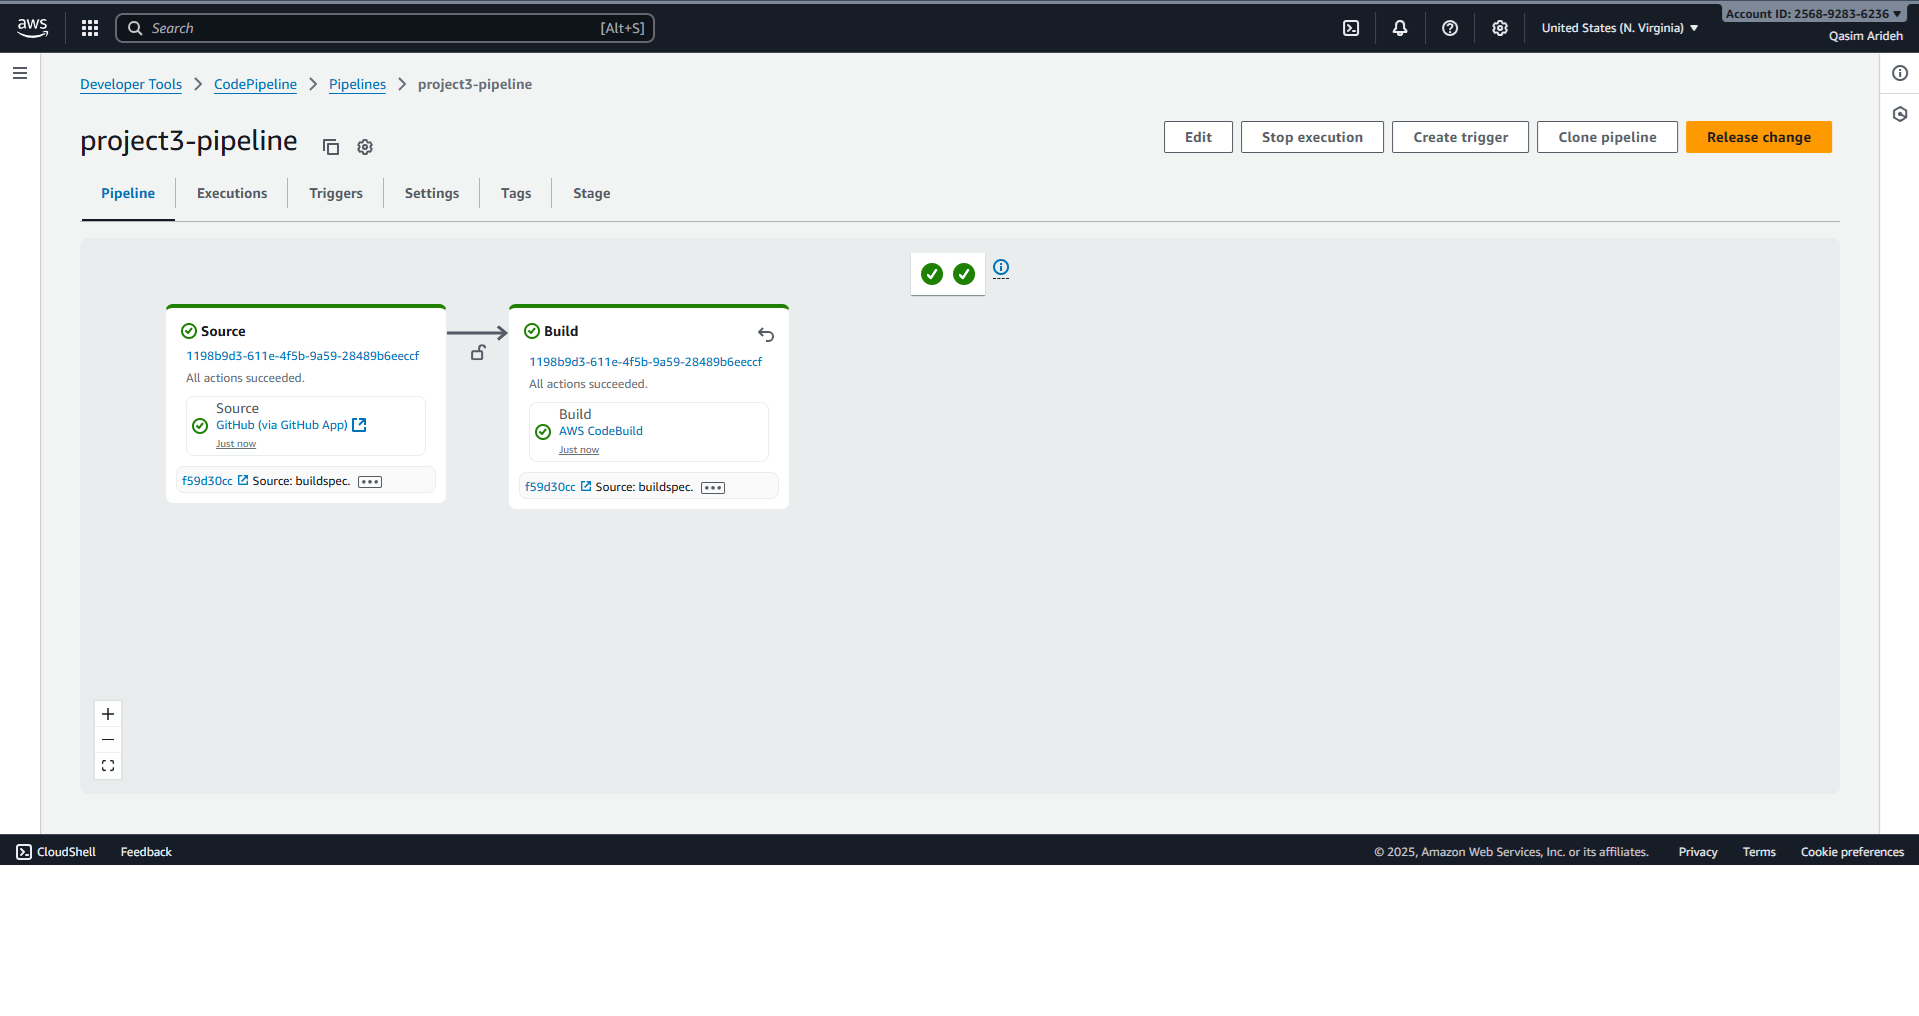 aws
Search [Alt+S]
United States (N. Virginia)
Account ID: 2568-9283-6236
Qasim Arideh
Developer Tools
CodePipeline
Pipelines
project3-pipeline
project3-pipeline
Edit
Stop execution
Create trigger
Clone pipeline
Release change
Pipeline
Executions
Triggers
Settings
Tags
Stage
Source
1198b9d3-611e-4f5b-9a59-28489b6eeccf
All actions succeeded.
Source
GitHub (via GitHub App)
Just now
f59d30cc Source: buildspec.
Build
1198b9d3-611e-4f5b-9a59-28489b6eeccf
All actions succeeded.
Build
AWS CodeBuild
Just now
f59d30cc Source: buildspec.
CloudShell
Feedback
© 2025, Amazon Web Services, Inc. or its affiliates.
Privacy
Terms
Cookie preferences